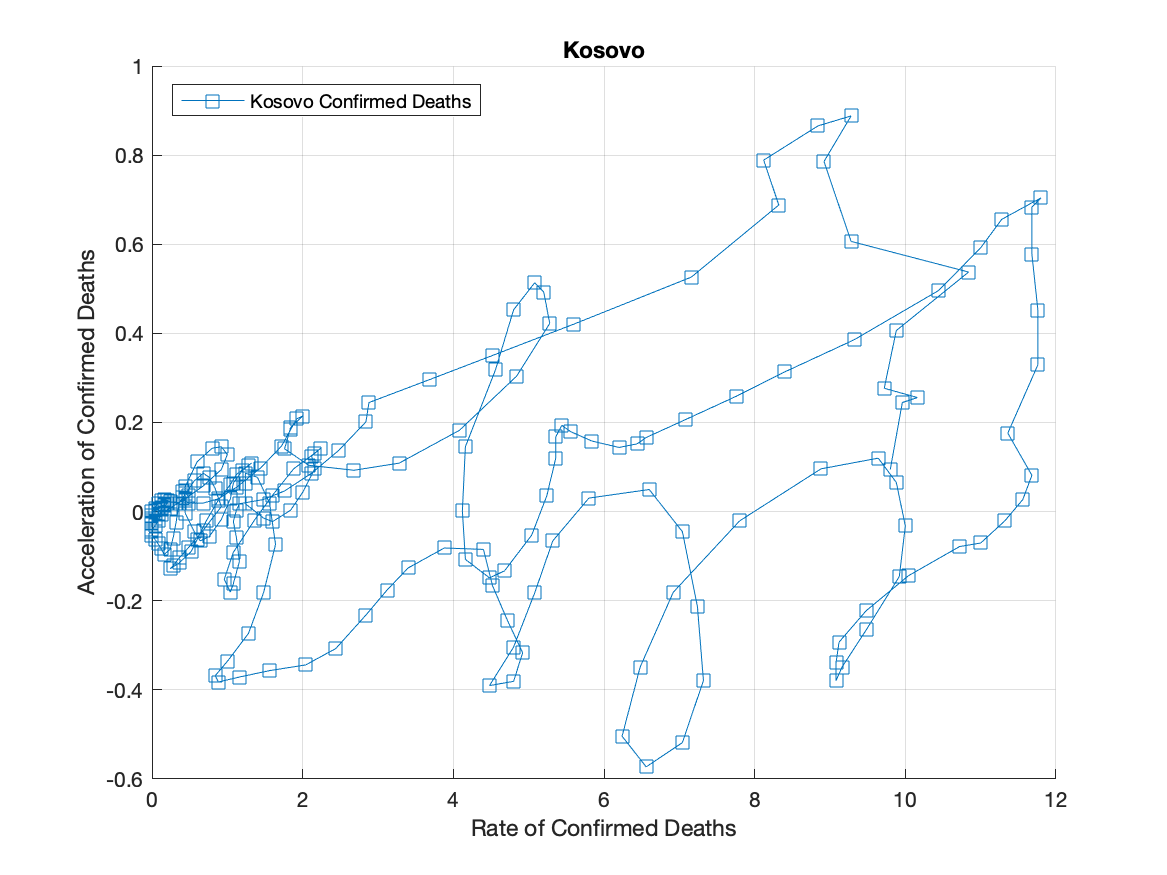 Kosovo
Kosovo Confirmed Deaths
1
0.8
0.6
0.4
0.2
0
-0.2
-0.4
-0.6
Acceleration of Confirmed Deaths
0 2 4 6 8 10 12
Rate of Confirmed Deaths